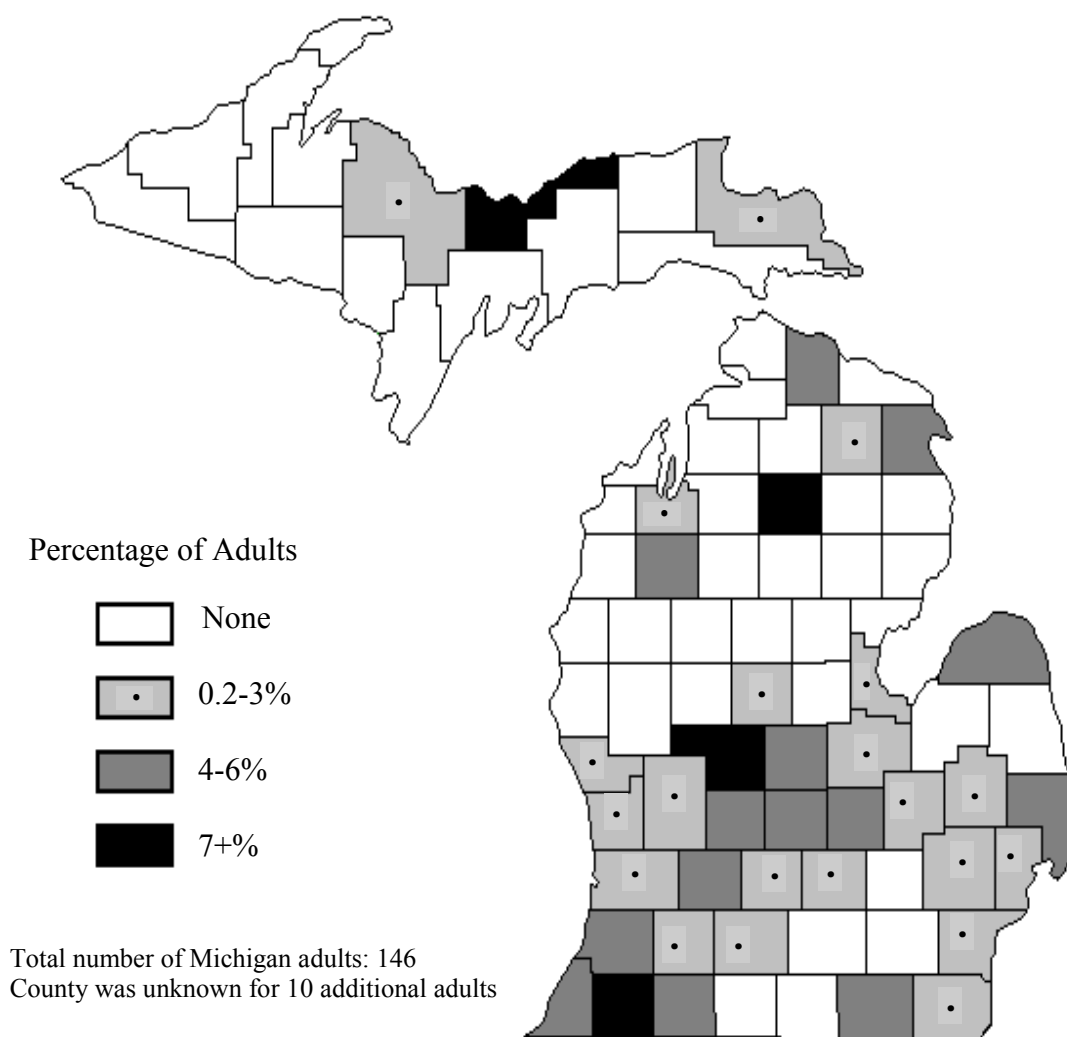 Percentage of Adults
None
0.2-3%
4-6%
7+%
Total number of Michigan adults: 146
County was unknown for 10 additional adults